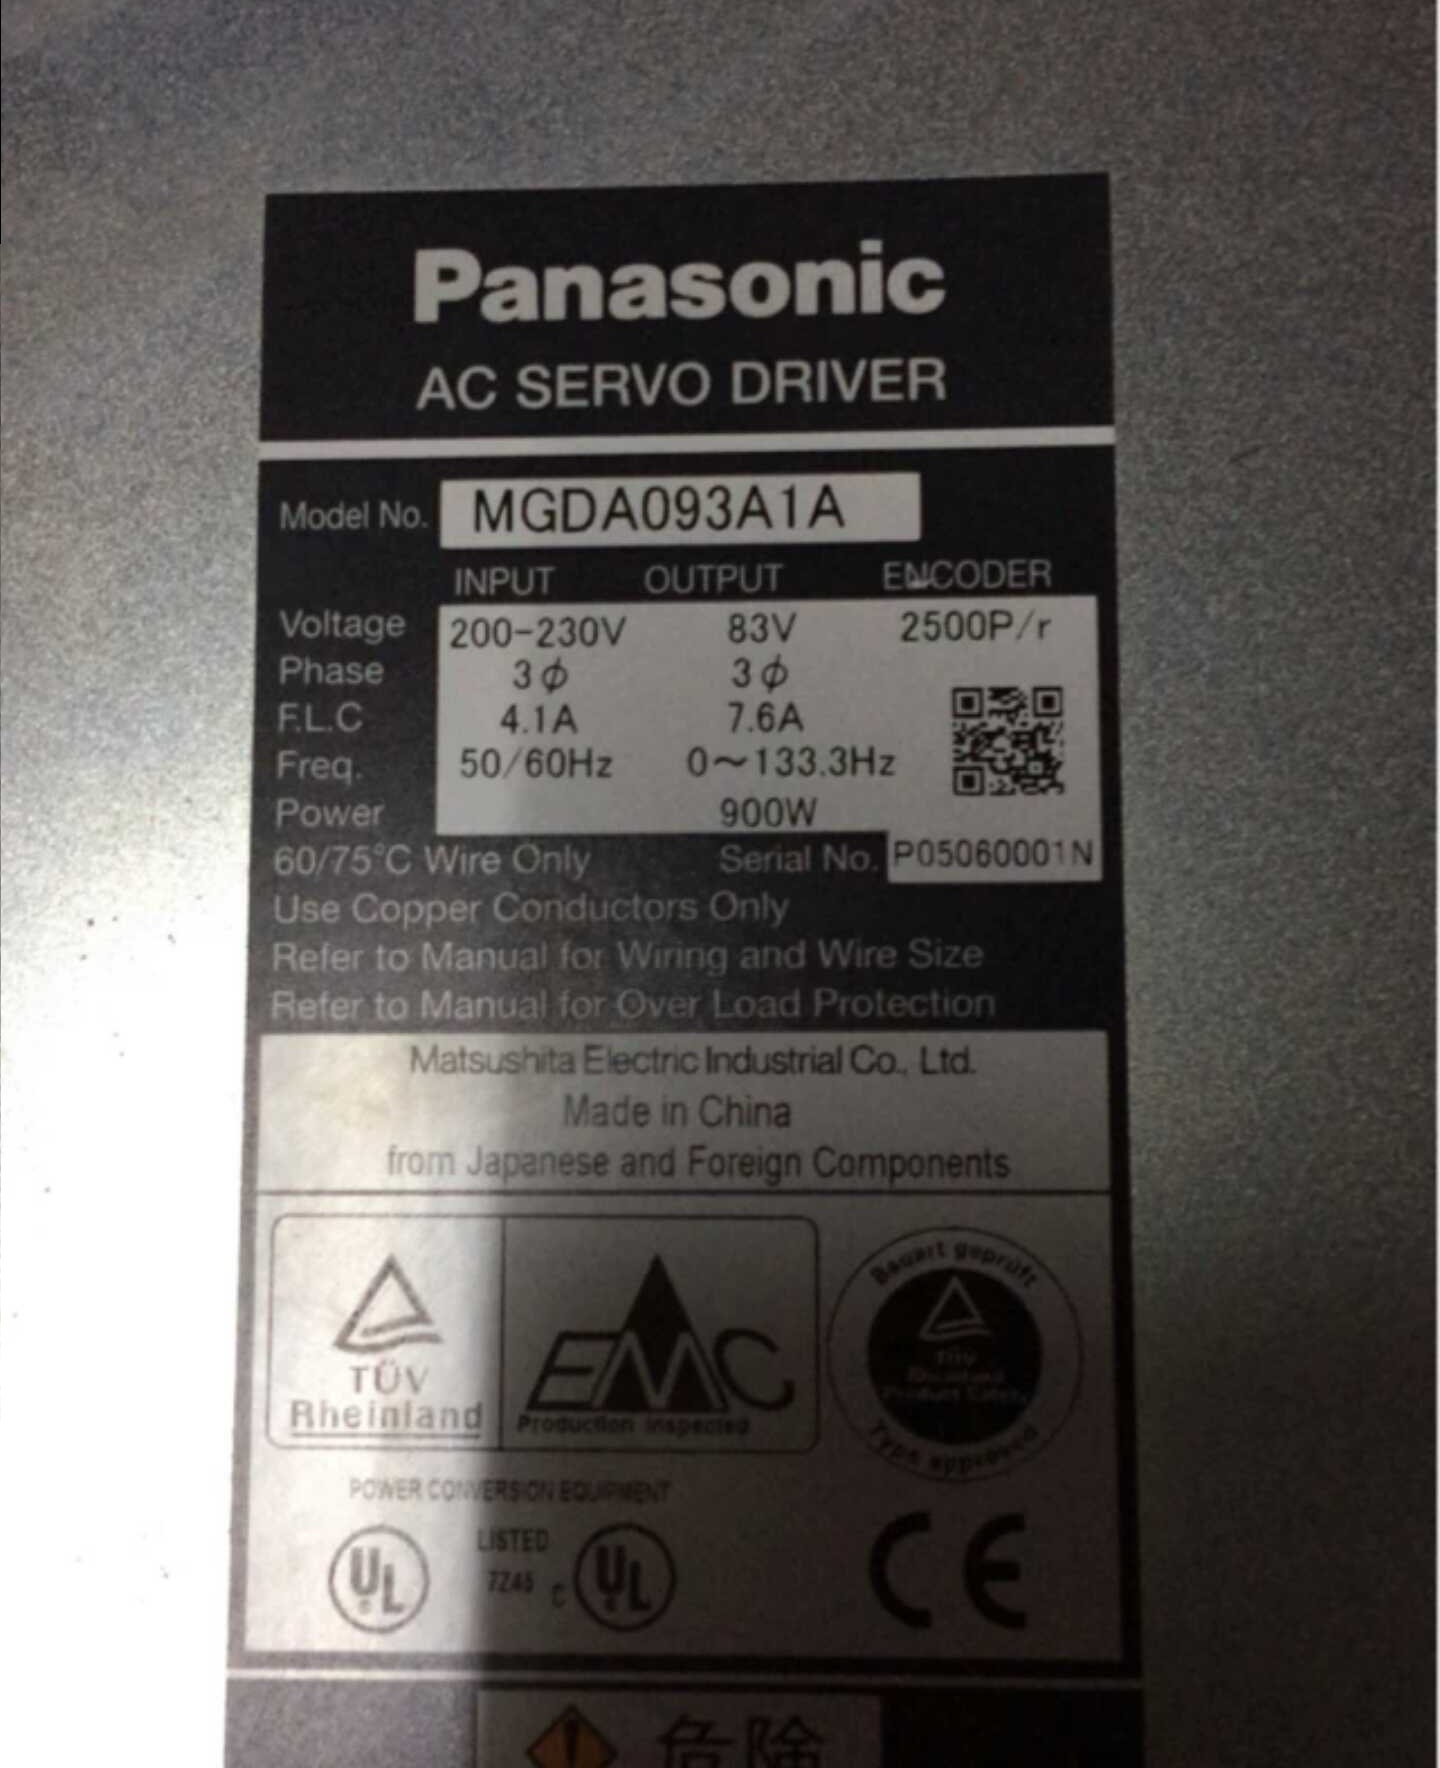 Panasonic
AC SERVO DRIVER
Model No. MGDA093A1A
INPUT OUTPUT ENCODER
Voltage 200-230V 83V 2500P/r
Phase 3ϕ 3ϕ
F.L.C 4.1A 7.6A
Freq. 50/60Hz 0～133.3Hz
Power 900W
60/75°C Wire Only Serial No. P05060001N
Use Copper Conductors Only
Refer to Manual for Wiring and Wire Size
Refer to Manual for Over Load Protection
Matsushita Electric Industrial Co., Ltd.
Made in China
from Japanese and Foreign Components
TÜV
Rheinland
EMC
Production Inspected
Bauart geprüft
TÜV
Rheinland
Product Safety
Type approved
POWER CONVERSION EQUIPMENT
UL
LISTED
7Z45
C UL
CE
危険